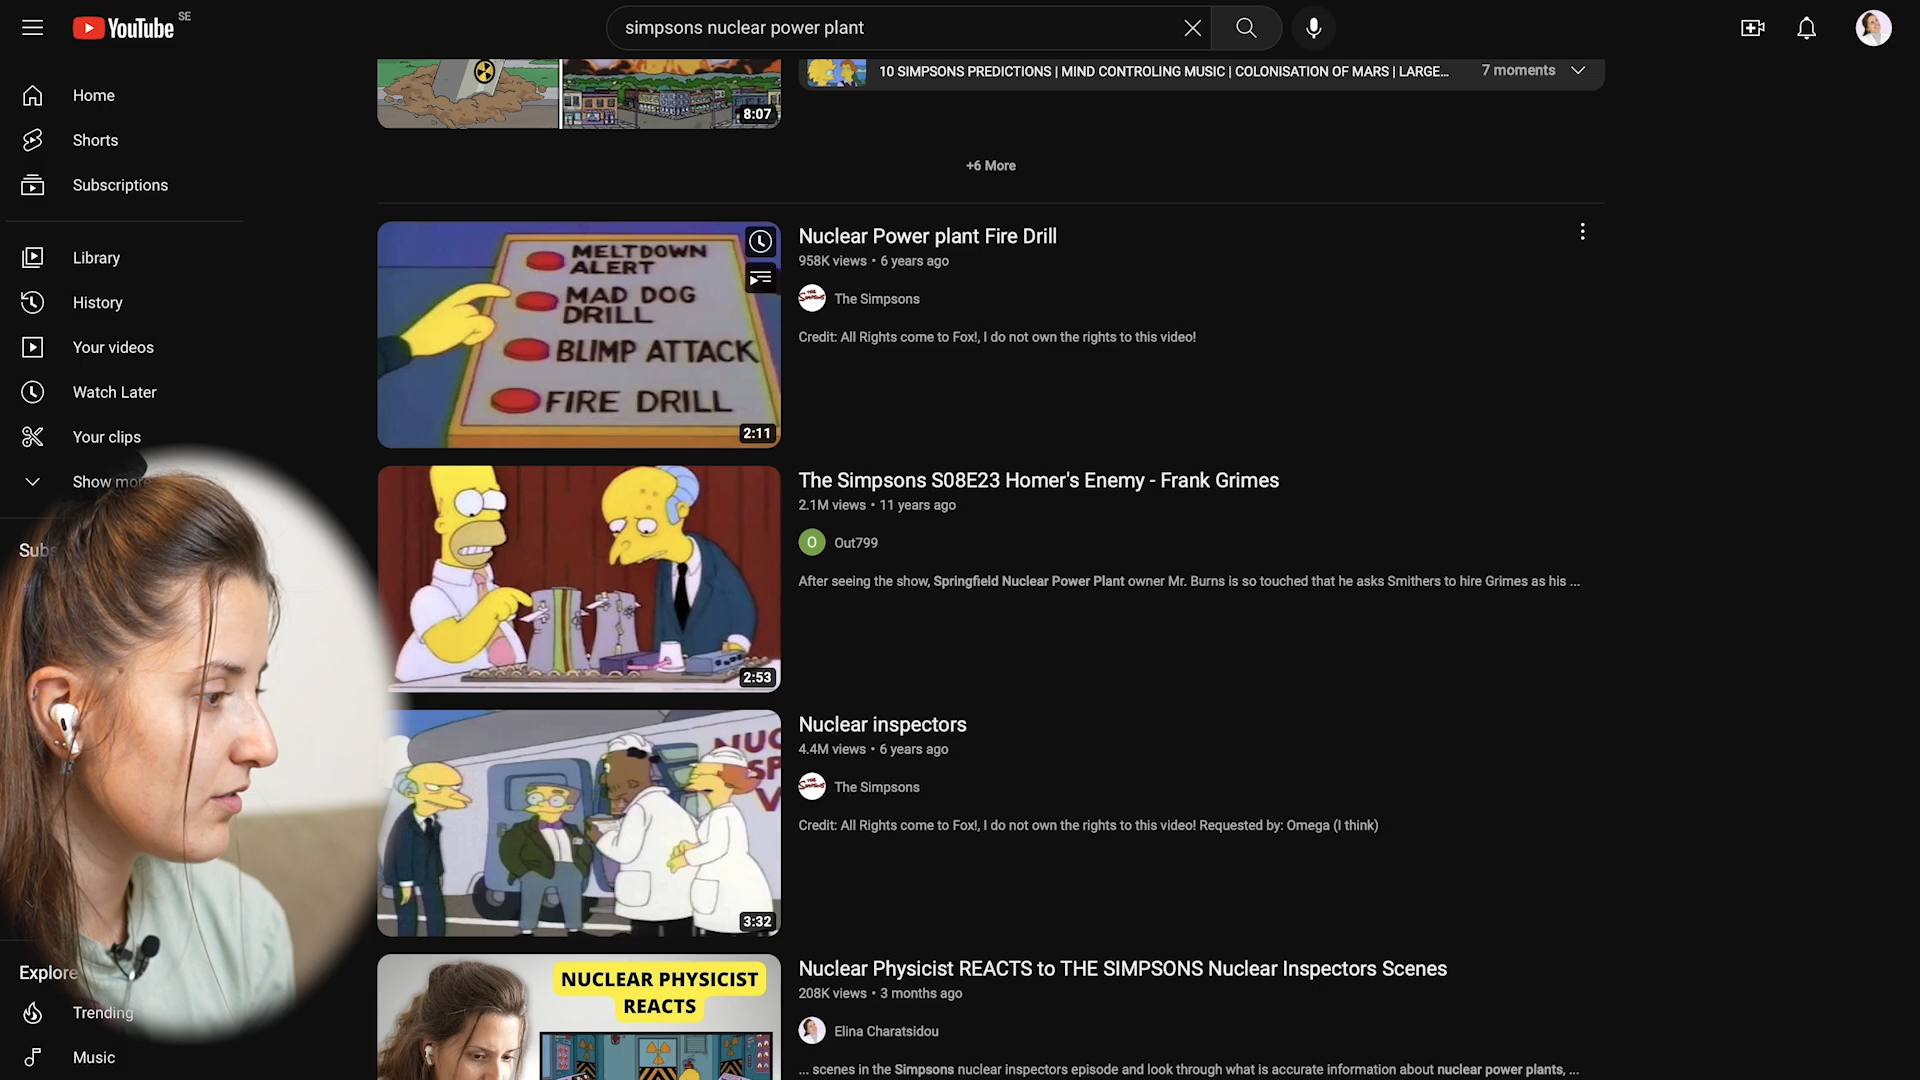 YouTube SE
simpsons nuclear power plant
Home
Shorts
Subscriptions
Library
History
Your videos
Watch Later
Your clips
Show more
Explore
Trending
Music
8:07
10 SIMPSONS PREDICTIONS | MIND CONTROLING MUSIC | COLONISATION OF MARS | LARGE...
7 moments
+6 More
MELTDOWN
ALERT
MAD DOG
DRILL
BLIMP ATTACK
FIRE DRILL
2:11
Nuclear Power plant Fire Drill
958K views • 6 years ago
The Simpsons
Credit: All Rights come to Fox!, I do not own the rights to this video!
2:53
The Simpsons S08E23 Homer's Enemy - Frank Grimes
2.1M views • 11 years ago
O
Out799
After seeing the show, Springfield Nuclear Power Plant owner Mr. Burns is so touched that he asks Smithers to hire Grimes as his ...
NUC
SP
V
3:32
Nuclear inspectors
4.4M views • 6 years ago
The Simpsons
Credit: All Rights come to Fox!, I do not own the rights to this video! Requested by: Omega (I think)
NUCLEAR PHYSICIST
REACTS
Nuclear Physicist REACTS to THE SIMPSONS Nuclear Inspectors Scenes
208K views • 3 months ago
Elina Charatsidou
... scenes in the Simpsons nuclear inspectors episode and look through what is accurate information about nuclear power plants, ...